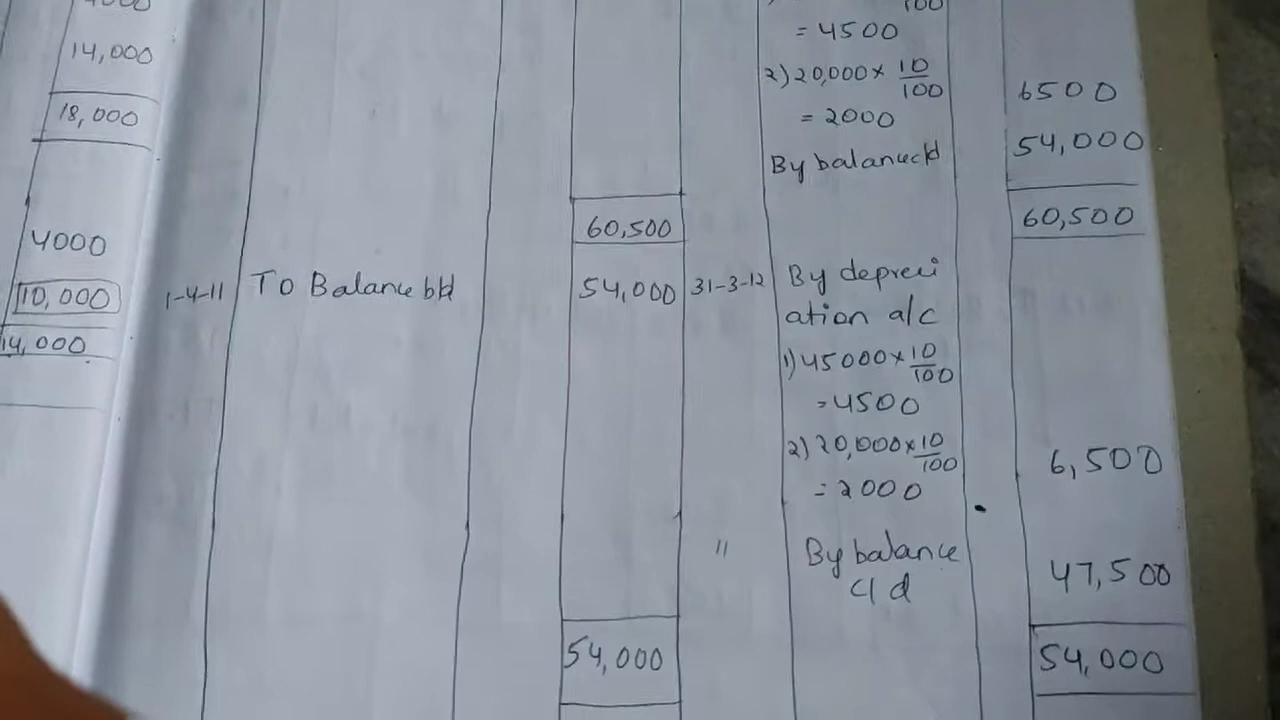 14,000
18,000
4000
10,000
14,000
= 4500
2) 20,000 × 10/100
= 2000
6500
By balance c/d
54,000
60,500
60,500
1-4-11 To Balance b/d 54,000 31-3-12 By depreci
ation a/c
1) 45000 × 10/100
= 4500
2) 20,000 × 10/100
6,500
= 2000
" By balance
c/d
47,500
54,000
54,000